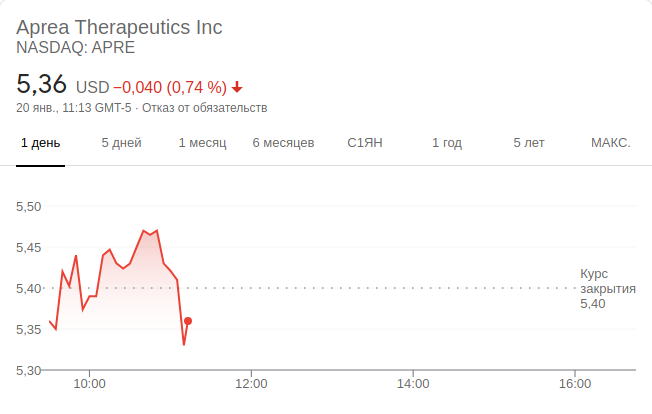 Aprea Therapeutics Inc
NASDAQ: APRE
5,36 USD −0,040 (0,74 %)
20 янв., 11:13 GMT-5 · Отказ от обязательств
1 день 5 дней 1 месяц 6 месяцев С1ЯН 1 год 5 лет МАКС.
5,50
5,45
5,40
5,35
5,30
Курс
закрытия
5,40
10:00 12:00 14:00 16:00